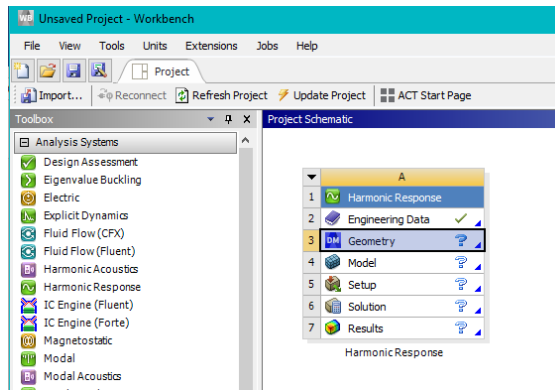 Unsaved Project - Workbench
File View Tools Units Extensions Jobs Help
Project
Import... Reconnect Refresh Project Update Project ACT Start Page
Toolbox
Project Schematic
Analysis Systems
Design Assessment
Eigenvalue Buckling
Electric
Explicit Dynamics
Fluid Flow (CFX)
Fluid Flow (Fluent)
Harmonic Acoustics
Harmonic Response
IC Engine (Fluent)
IC Engine (Forte)
Magnetostatic
Modal
Modal Acoustics
A
1 Harmonic Response
2 Engineering Data
3 DM Geometry
4 Model
5 Setup
6 Solution
7 Results
Harmonic Response